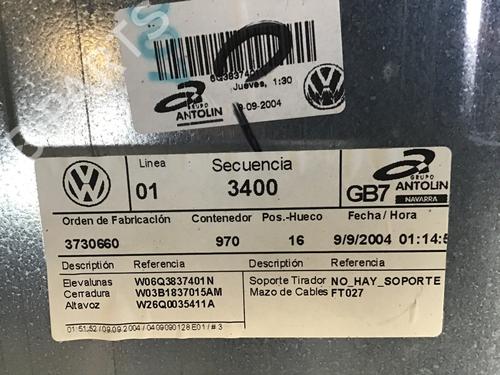 Jueves, 1:30
GRUPO
ANTOLIN
9-09-2004
Linea
Secuencia
01
3400
GB7
GRUPO
ANTOLIN
NAVARRA
Orden de Fabricación
Contenedor
Pos.-Hueco
Fecha / Hora
3730660
970
16
9/9/2004 01:14:5
Descripción Referencia
Descripción Referencia
Elevalunas W06Q3837401N
Cerradura W03B1837015AM
Altavoz W26Q0035411A
Soporte Tirador NO_HAY_SOPORTE
Mazo de Cables FT027
01:51:52 / 09.09.2004 / 0409090128E01 / # 3